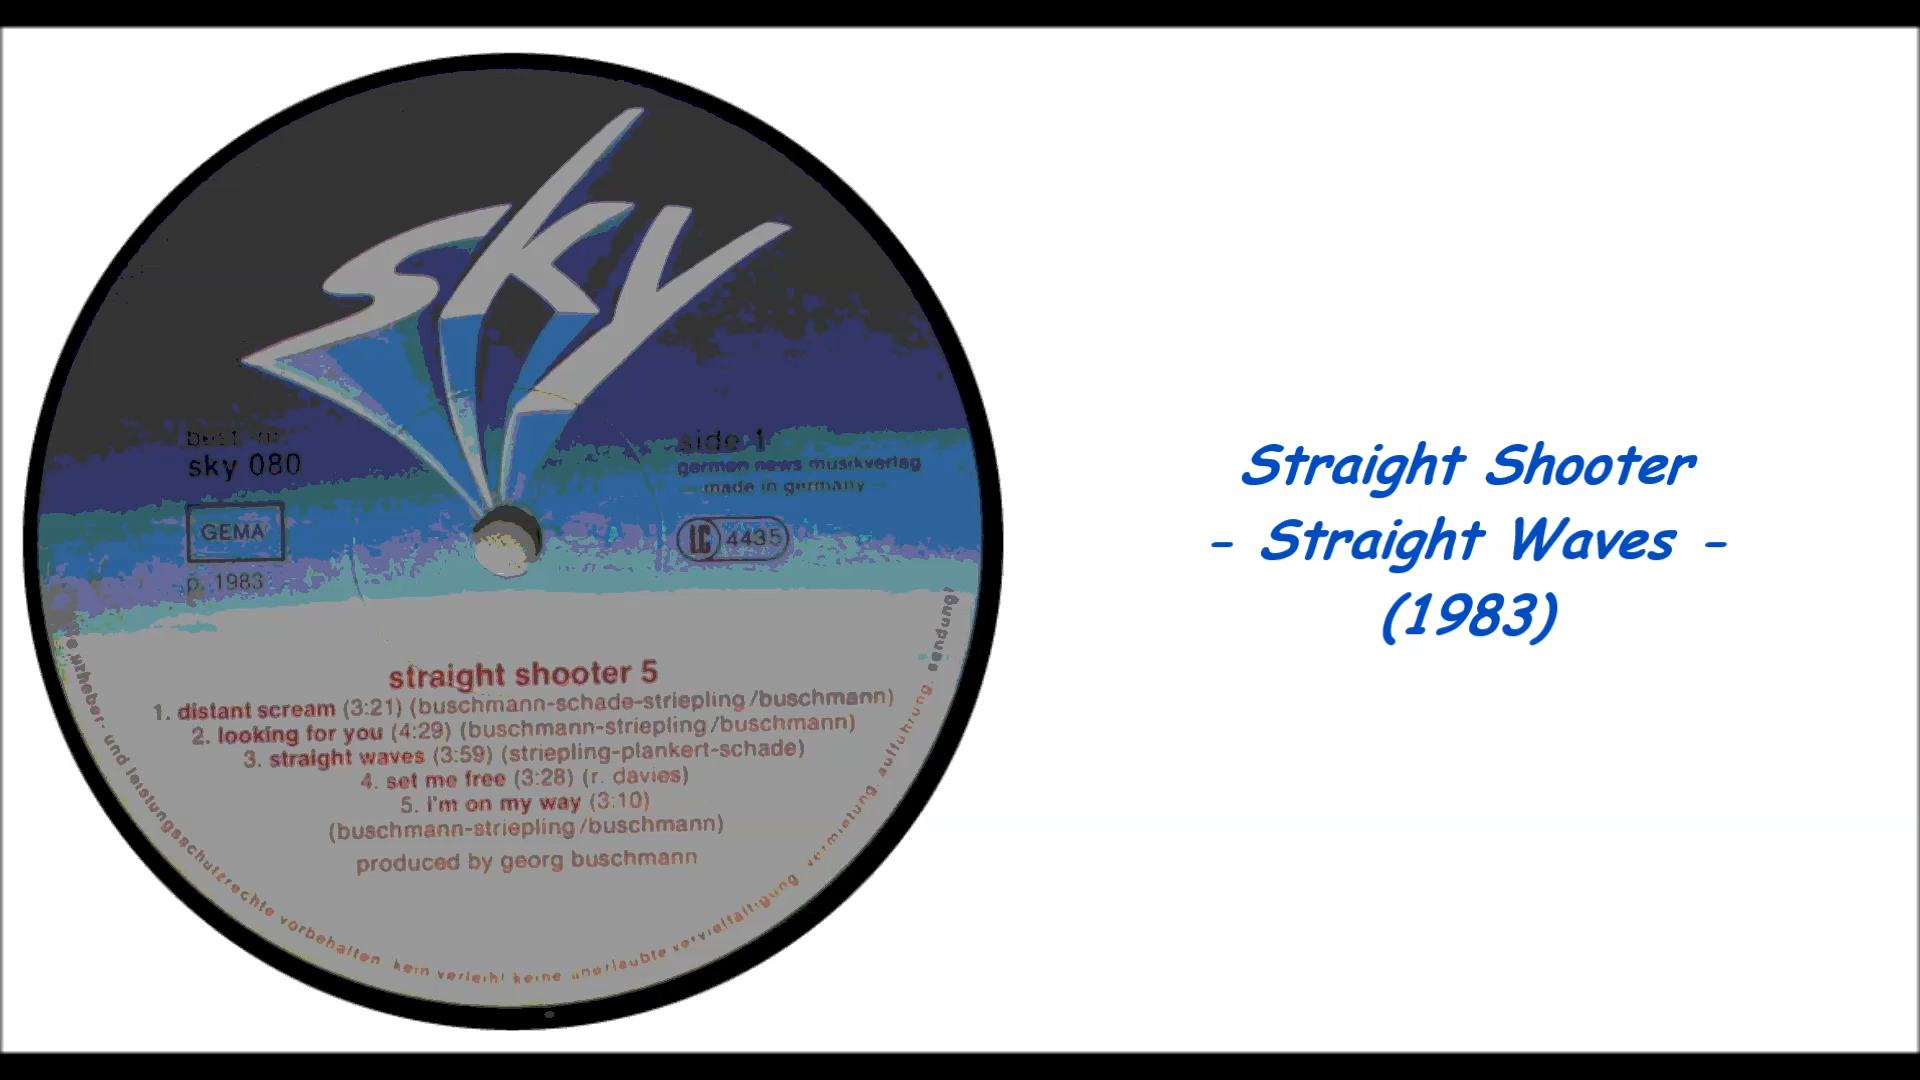 sky
best.-nr.
sky 080
GEMA
p. 1983
side 1
german news musikverlag
— made in germany —
LC 4435
straight shooter 5
1. distant scream (3:21) (buschmann-schade-striepling/buschmann)
2. looking for you (4:29) (buschmann-striepling/buschmann)
3. straight waves (3:59) (striepling-plankert-schade)
4. set me free (3:28) (r. davies)
5. i'm on my way (3:10)
(buschmann-striepling/buschmann)
produced by georg buschmann
urheber- und leistungsschutzrechte vorbehalten. kein verleih! keine unerlaubte vervielfältigung, vermietung, aufführung, sendung!
Straight Shooter
- Straight Waves -
(1983)